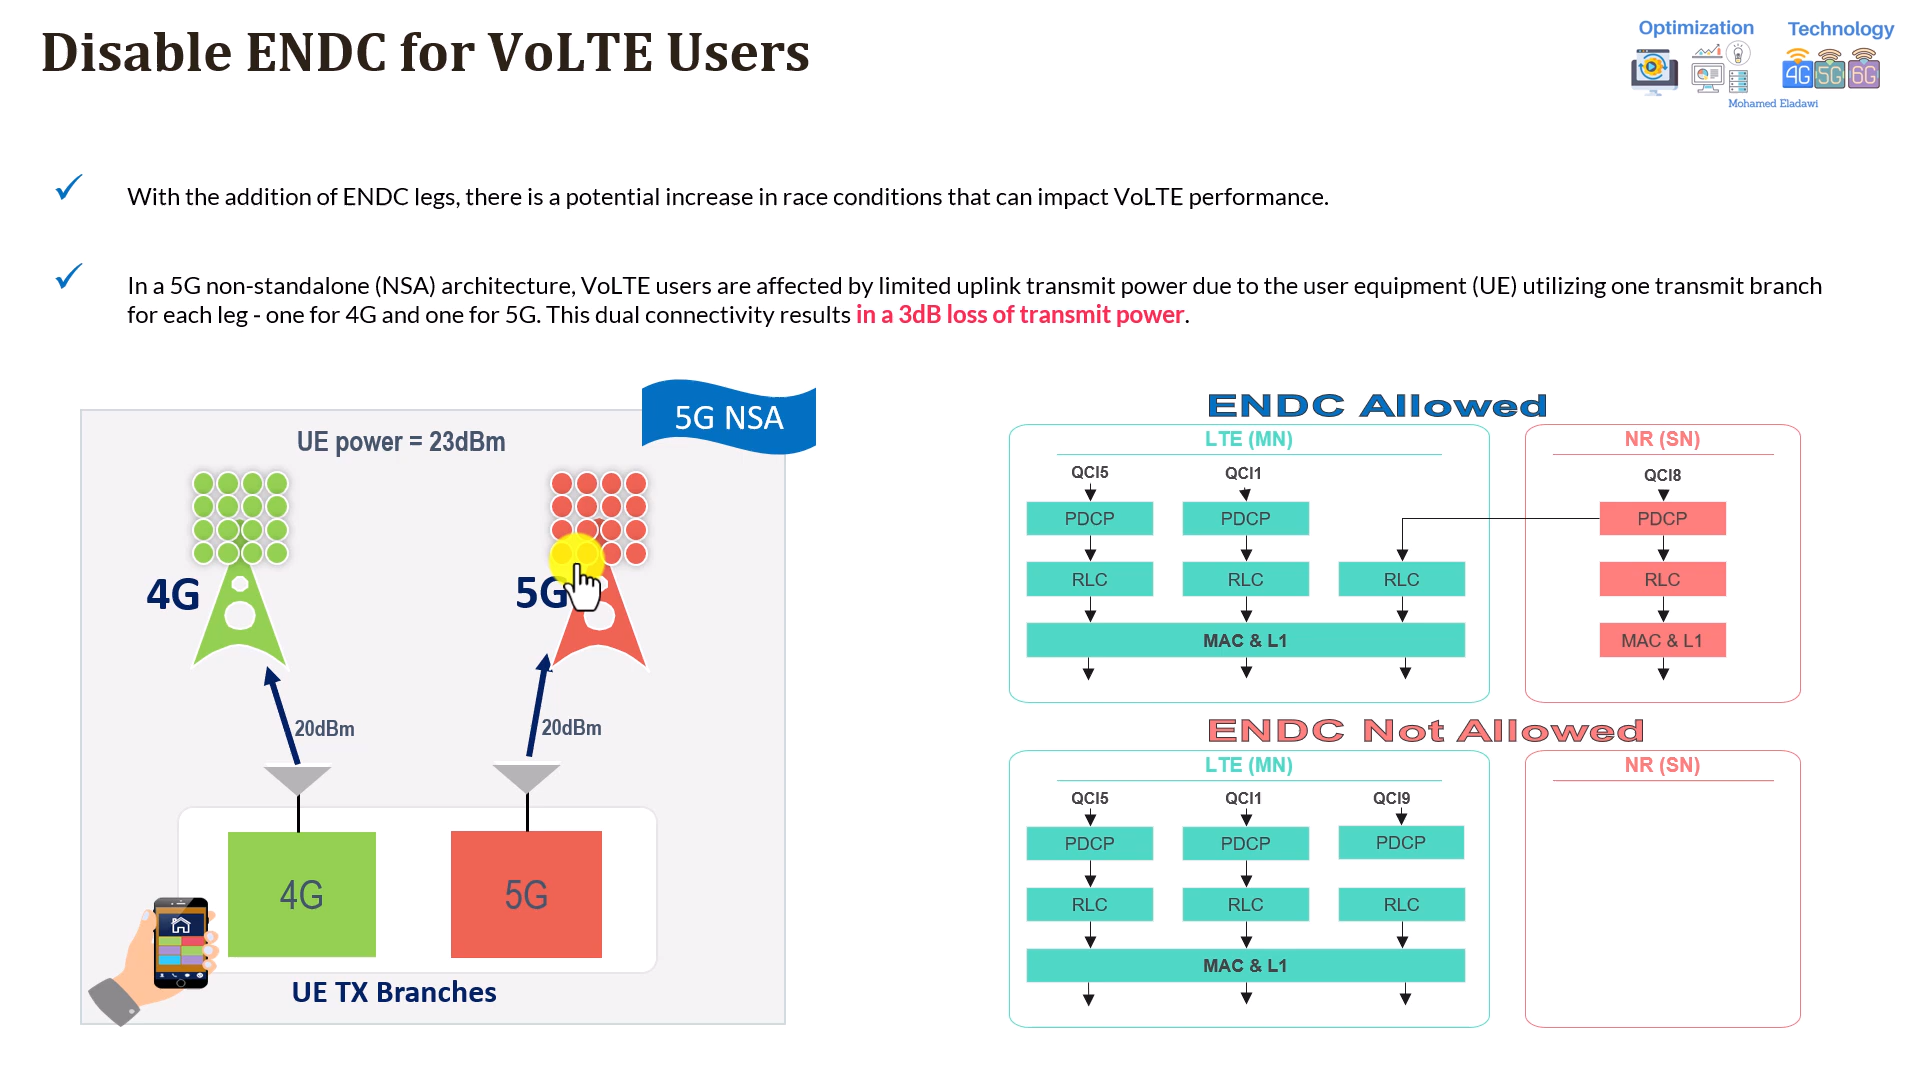 Disable ENDC for VoLTE Users
Optimization
Technology
4G 5G 6G
Mohamed Eladawi
With the addition of ENDC legs, there is a potential increase in race conditions that can impact VoLTE performance.
In a 5G non-standalone (NSA) architecture, VoLTE users are affected by limited uplink transmit power due to the user equipment (UE) utilizing one transmit branch
for each leg - one for 4G and one for 5G. This dual connectivity results in a 3dB loss of transmit power.
5G NSA
UE power = 23dBm
4G
5G
20dBm
20dBm
4G
5G
UE TX Branches
ENDC Allowed
LTE (MN)
QCI5 QCI1
PDCP PDCP
RLC RLC RLC
MAC & L1
NR (SN)
QCI8
PDCP
RLC
MAC & L1
ENDC Not Allowed
LTE (MN)
QCI5 QCI1 QCI9
PDCP PDCP PDCP
RLC RLC RLC
MAC & L1
NR (SN)